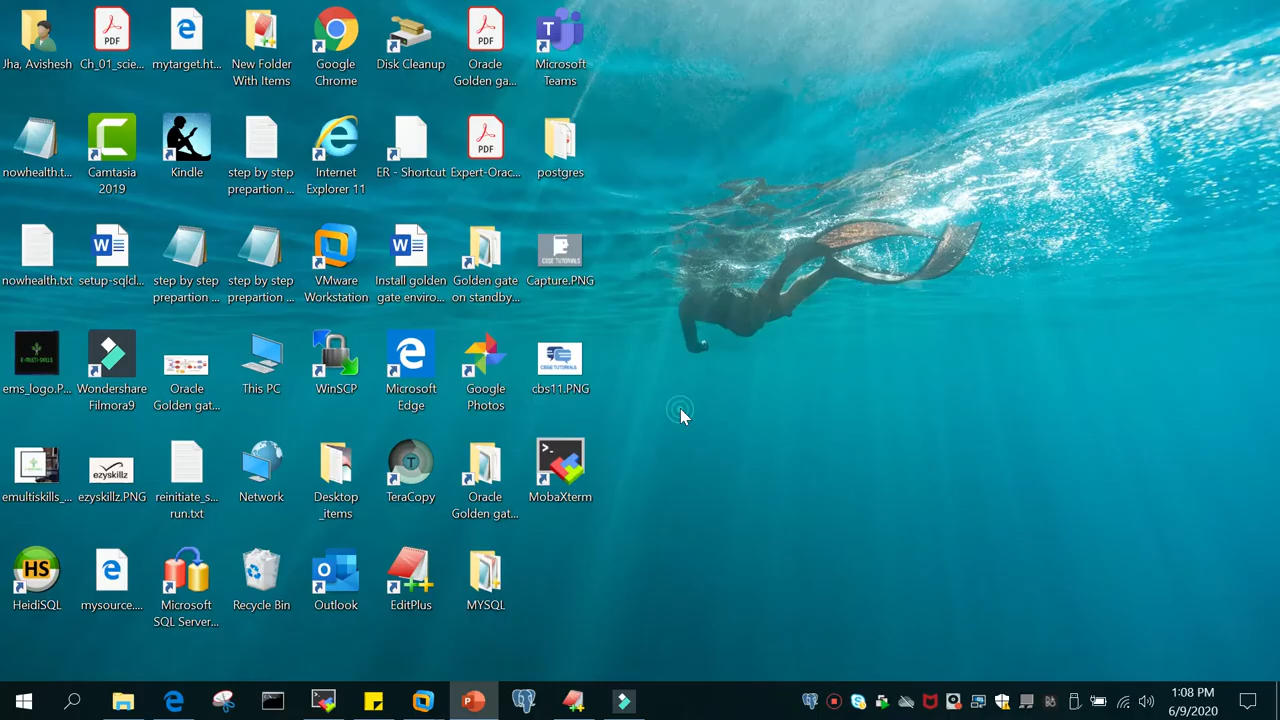 Jha, Avishesh
Ch_01_scie...
mytarget.ht...
New Folder
With Items
Google
Chrome
Disk Cleanup
Oracle
Golden ga...
Microsoft
Teams
nowhealth.t...
Camtasia
2019
Kindle
step by step
prepartion ...
Internet
Explorer 11
ER - Shortcut
Expert-Orac...
postgres
nowhealth.txt
setup-sqlcl...
step by step
prepartion ...
step by step
prepartion ...
VMware
Workstation
Install golden
gate enviro...
Golden gate
on standby...
Capture.PNG
ems_logo.P...
Wondershare
Filmora9
Oracle
Golden gat...
This PC
WinSCP
Microsoft
Edge
Google
Photos
cbs11.PNG
emultiskills_...
ezyskillz
ezyskillz.PNG
reinitiate_s...
run.txt
Network
Desktop
_items
TeraCopy
Oracle
Golden gat...
MobaXterm
HS
HeidiSQL
mysource....
Microsoft
SQL Server...
Recycle Bin
Outlook
EditPlus
MYSQL
1:08 PM
6/9/2020